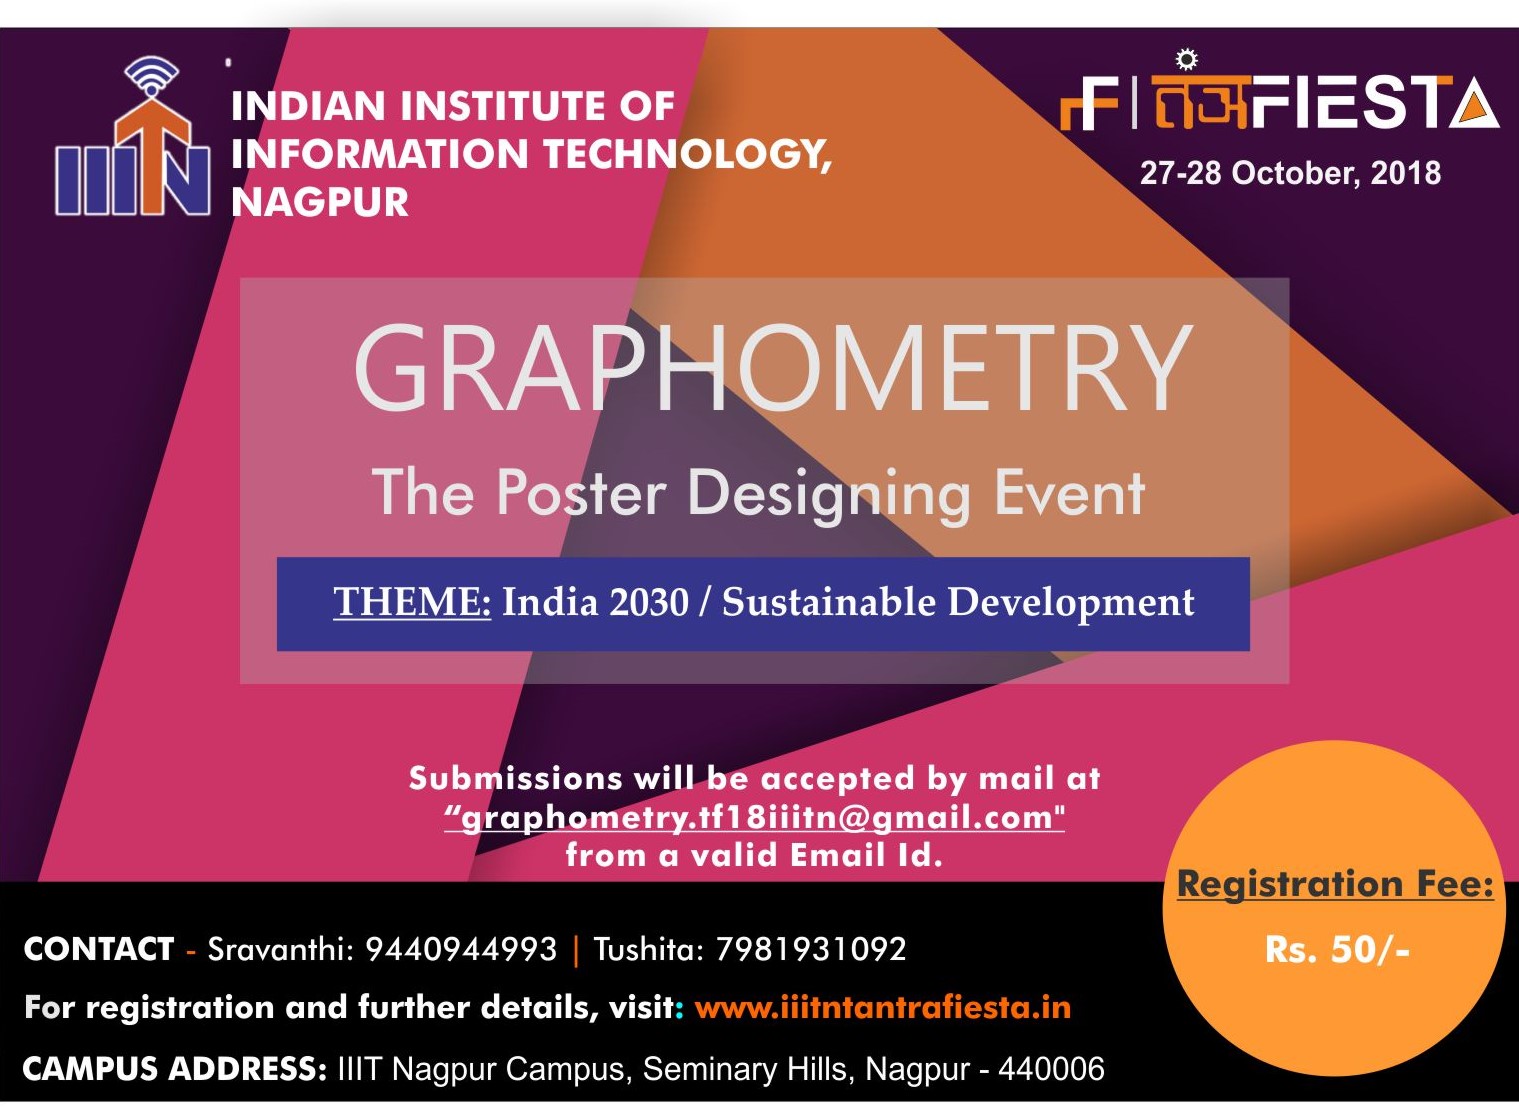 IIITN
INDIAN INSTITUTE OF
INFORMATION TECHNOLOGY,
NAGPUR
TF | तंत्रFIESTA
27-28 October, 2018
GRAPHOMETRY
The Poster Designing Event
THEME: India 2030 / Sustainable Development
Submissions will be accepted by mail at
“graphometry.tf18iiitn@gmail.com"
from a valid Email Id.
Registration Fee:
Rs. 50/-
CONTACT - Sravanthi: 9440944993 | Tushita: 7981931092
For registration and further details, visit: www.iiitntantrafiesta.in
CAMPUS ADDRESS: IIIT Nagpur Campus, Seminary Hills, Nagpur - 440006